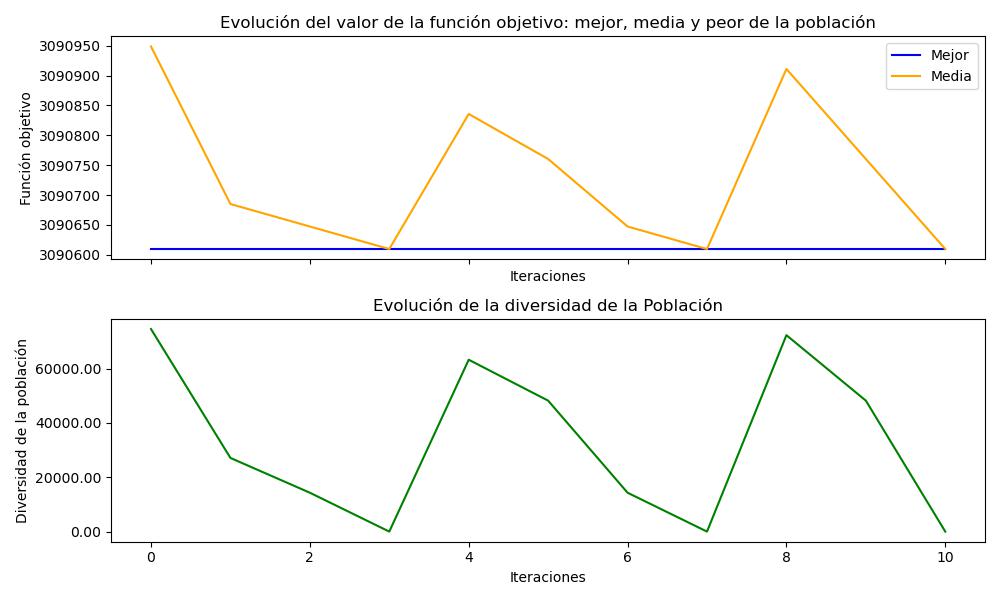 Evolución del valor de la función objetivo: mejor, media y peor de la población
3090950
3090900
3090850
3090800
3090750
3090700
3090650
3090600
Función objetivo
Mejor
Media
Iteraciones
Evolución de la diversidad de la Población
60000.00
40000.00
20000.00
0.00
Diversidad de la población
0 2 4 6 8 10
Iteraciones